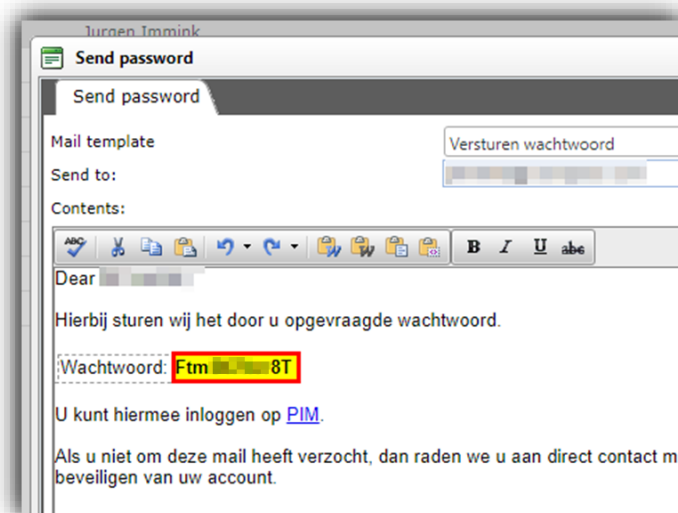 Jurgen Immink
Send password
Send password
Mail template
Versturen wachtwoord
Send to:
Contents:
ABC
B I U abc
Dear
Hierbij sturen wij het door u opgevraagde wachtwoord.
Wachtwoord: Ftm 8T
U kunt hiermee inloggen op PIM.
Als u niet om deze mail heeft verzocht, dan raden we u aan direct contact m
beveiligen van uw account.